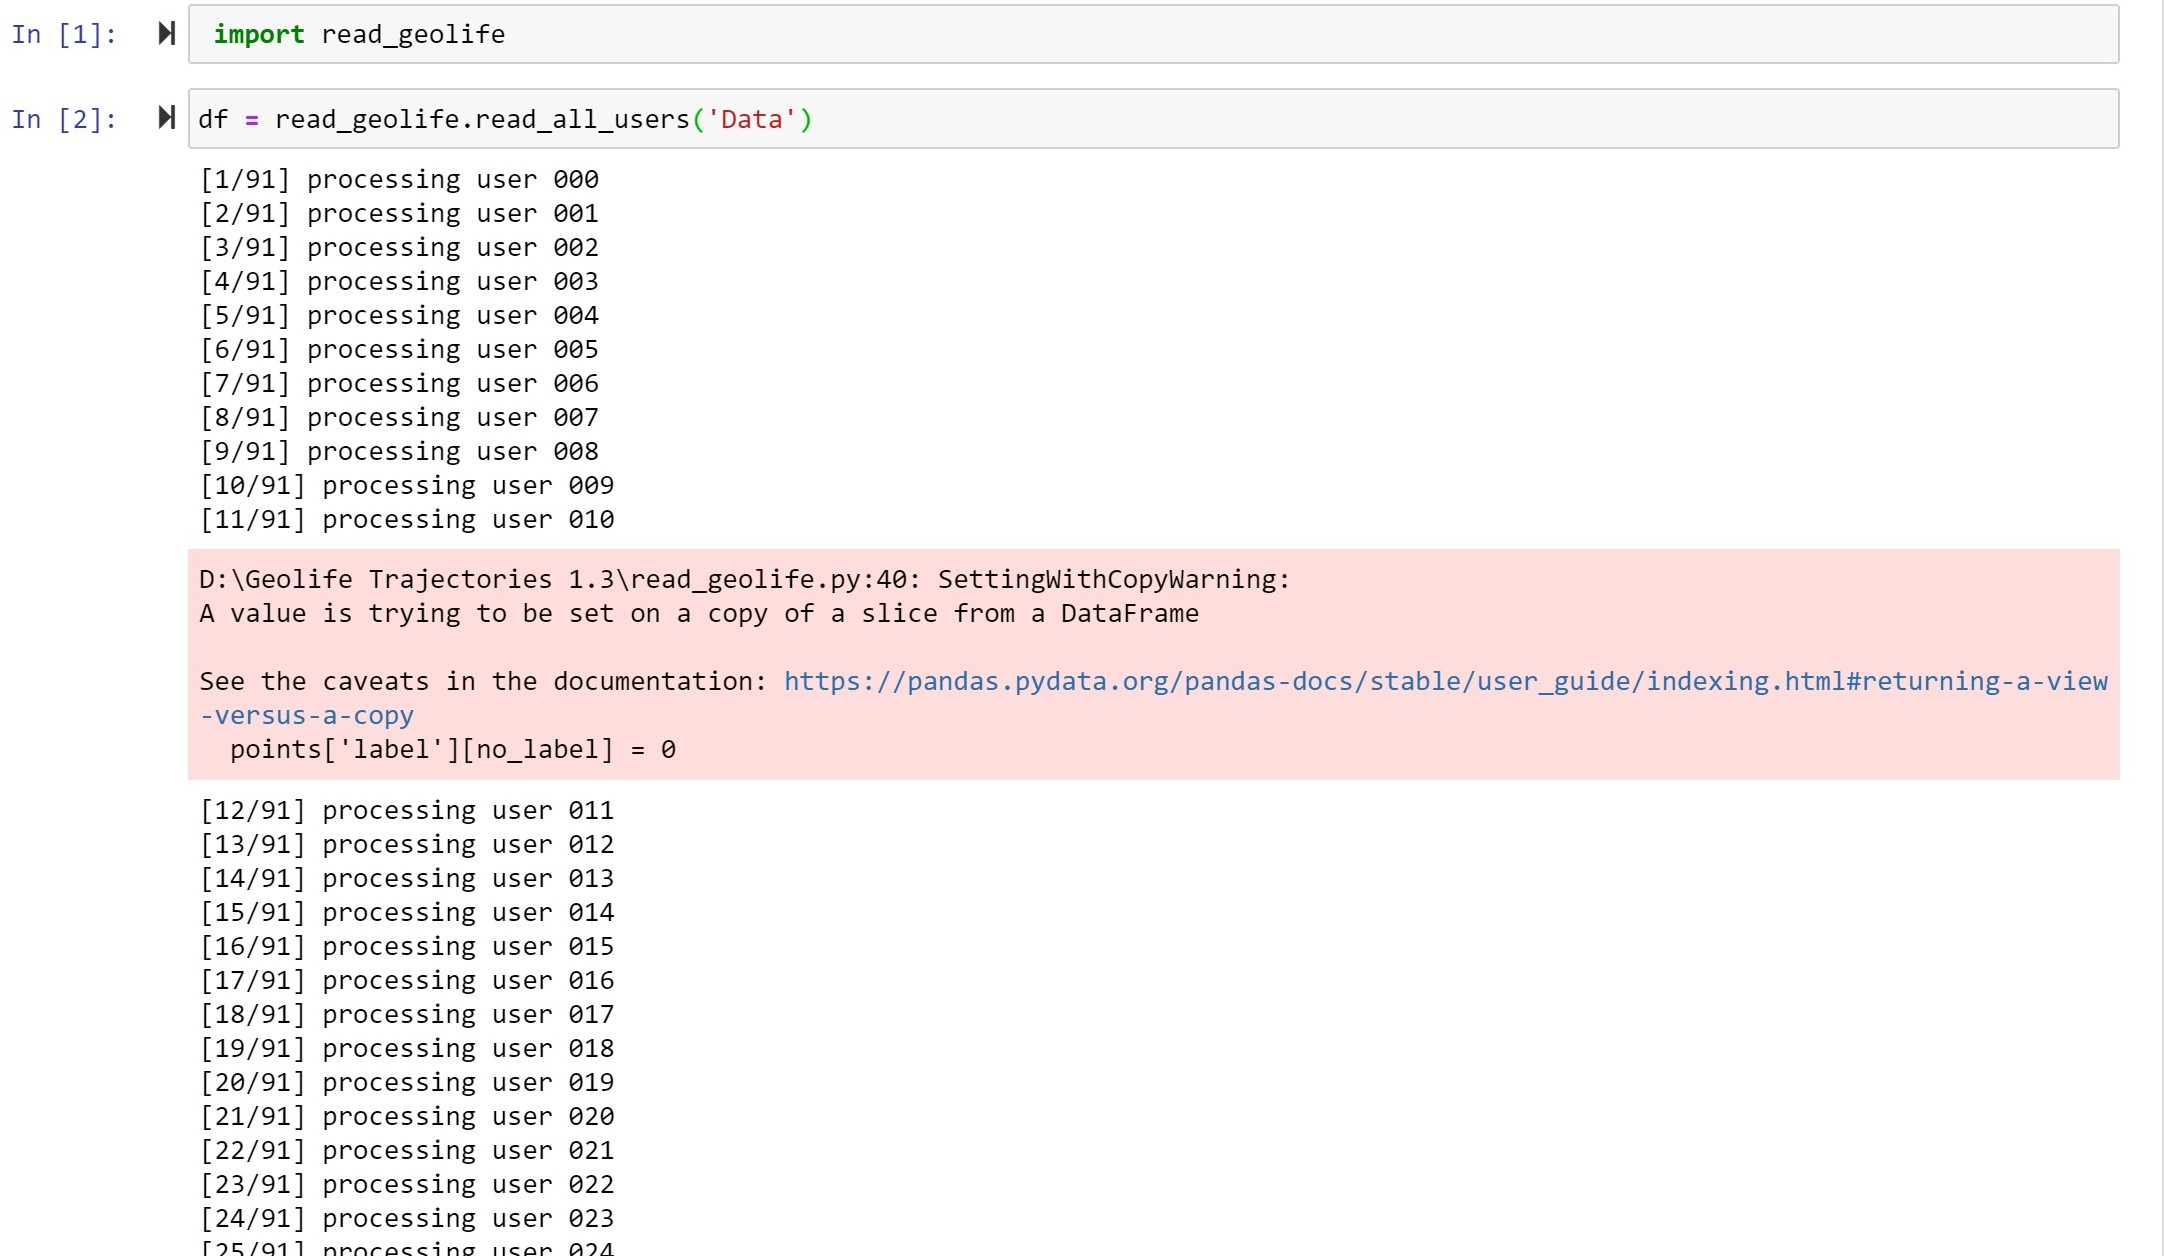 In [1]: import read_geolife
In [2]: df = read_geolife.read_all_users('Data')
[1/91] processing user 000
[2/91] processing user 001
[3/91] processing user 002
[4/91] processing user 003
[5/91] processing user 004
[6/91] processing user 005
[7/91] processing user 006
[8/91] processing user 007
[9/91] processing user 008
[10/91] processing user 009
[11/91] processing user 010
D:\Geolife Trajectories 1.3\read_geolife.py:40: SettingWithCopyWarning:
A value is trying to be set on a copy of a slice from a DataFrame
See the caveats in the documentation: https://pandas.pydata.org/pandas-docs/stable/user_guide/indexing.html#returning-a-view
-versus-a-copy
points['label'][no_label] = 0
[12/91] processing user 011
[13/91] processing user 012
[14/91] processing user 013
[15/91] processing user 014
[16/91] processing user 015
[17/91] processing user 016
[18/91] processing user 017
[19/91] processing user 018
[20/91] processing user 019
[21/91] processing user 020
[22/91] processing user 021
[23/91] processing user 022
[24/91] processing user 023
[25/91] processing user 024